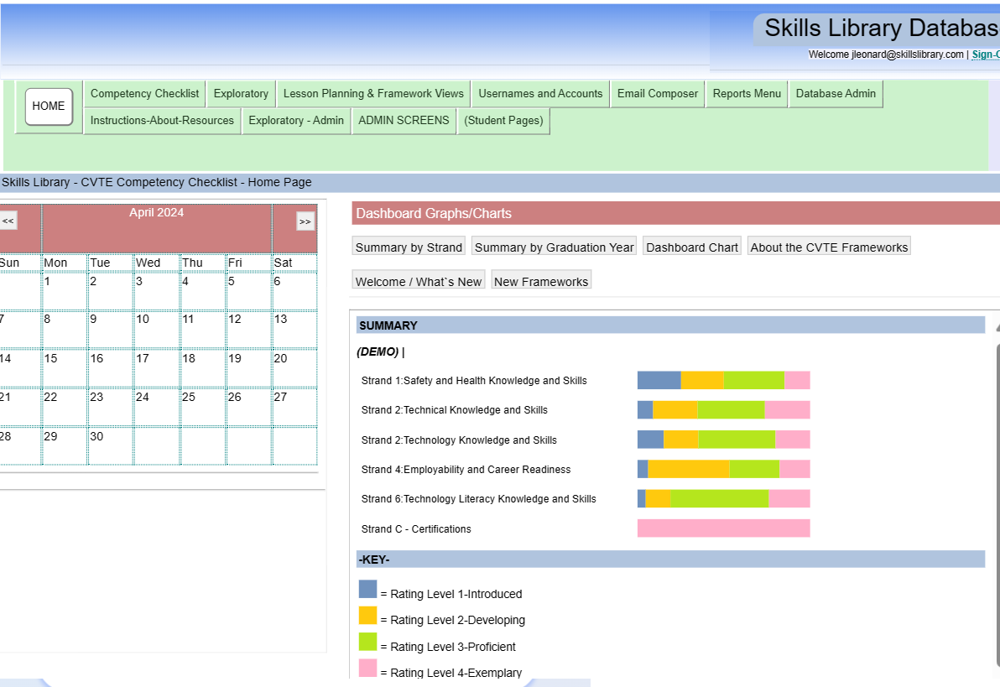 Skills Library Databas
Welcome jleonard@skillslibrary.com | Sign-O
HOME
Competency Checklist Exploratory Lesson Planning & Framework Views Usernames and Accounts Email Composer Reports Menu Database Admin
Instructions-About-Resources Exploratory - Admin ADMIN SCREENS (Student Pages)
Skills Library - CVTE Competency Checklist - Home Page
<< April 2024 >>
Sun Mon Tue Wed Thu Fri Sat
1 2 3 4 5 6
7 8 9 10 11 12 13
14 15 16 17 18 19 20
21 22 23 24 25 26 27
28 29 30
Dashboard Graphs/Charts
Summary by Strand Summary by Graduation Year Dashboard Chart About the CVTE Frameworks
Welcome / What`s New New Frameworks
SUMMARY
(DEMO) |
Strand 1:Safety and Health Knowledge and Skills
Strand 2:Technical Knowledge and Skills
Strand 2:Technology Knowledge and Skills
Strand 4:Employability and Career Readiness
Strand 6:Technology Literacy Knowledge and Skills
Strand C - Certifications
-KEY-
= Rating Level 1-Introduced
= Rating Level 2-Developing
= Rating Level 3-Proficient
= Rating Level 4-Exemplary